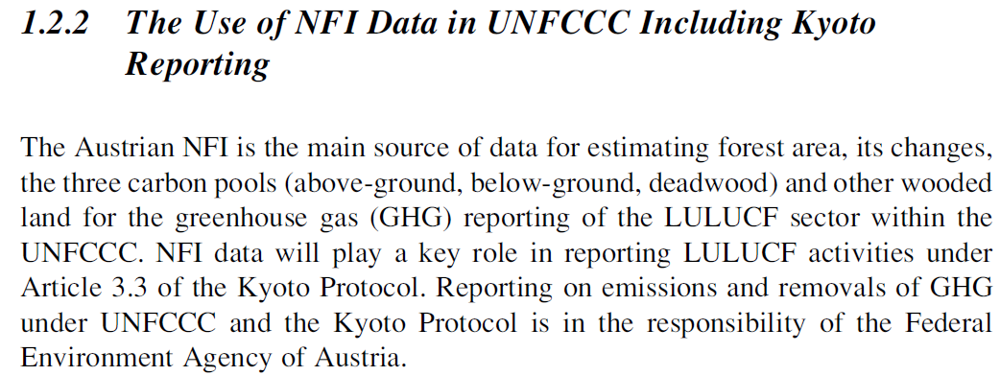 1.2.2 The Use of NFI Data in UNFCCC Including Kyoto
Reporting
The Austrian NFI is the main source of data for estimating forest area, its changes,
the three carbon pools (above-ground, below-ground, deadwood) and other wooded
land for the greenhouse gas (GHG) reporting of the LULUCF sector within the
UNFCCC. NFI data will play a key role in reporting LULUCF activities under
Article 3.3 of the Kyoto Protocol. Reporting on emissions and removals of GHG
under UNFCCC and the Kyoto Protocol is in the responsibility of the Federal
Environment Agency of Austria.